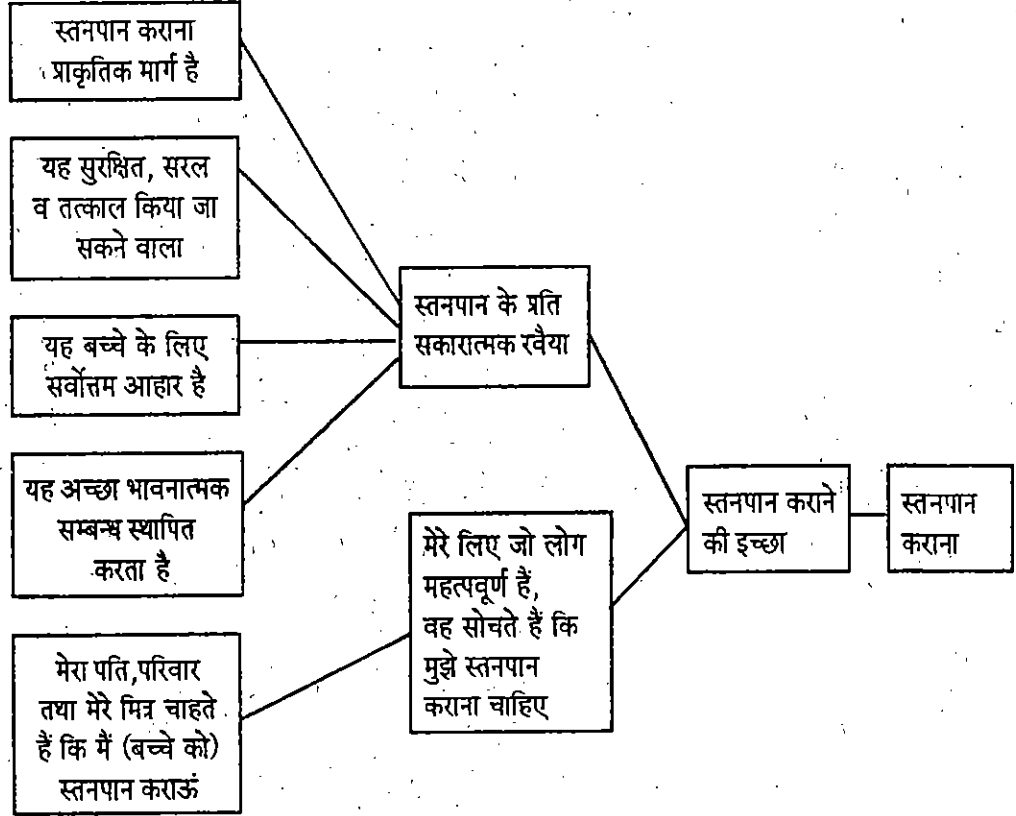 स्तनपान कराना
प्राकृतिक मार्ग है
यह सुरक्षित, सरल
व तत्काल किया जा
सकने वाला
यह बच्चे के लिए
सर्वोत्तम आहार है
यह अच्छा भावनात्मक
सम्बन्ध स्थापित
करता है
मेरा पति,परिवार
तथा मेरे मित्र चाहते
हैं कि मैं (बच्चे को)
स्तनपान कराऊं
स्तनपान के प्रति
सकारात्मक रवैया
मेरे लिए जो लोग
महत्पवूर्ण हैं,
वह सोचते हैं कि
मुझे स्तनपान
कराना चाहिए
स्तनपान कराने
की इच्छा
स्तनपान
कराना